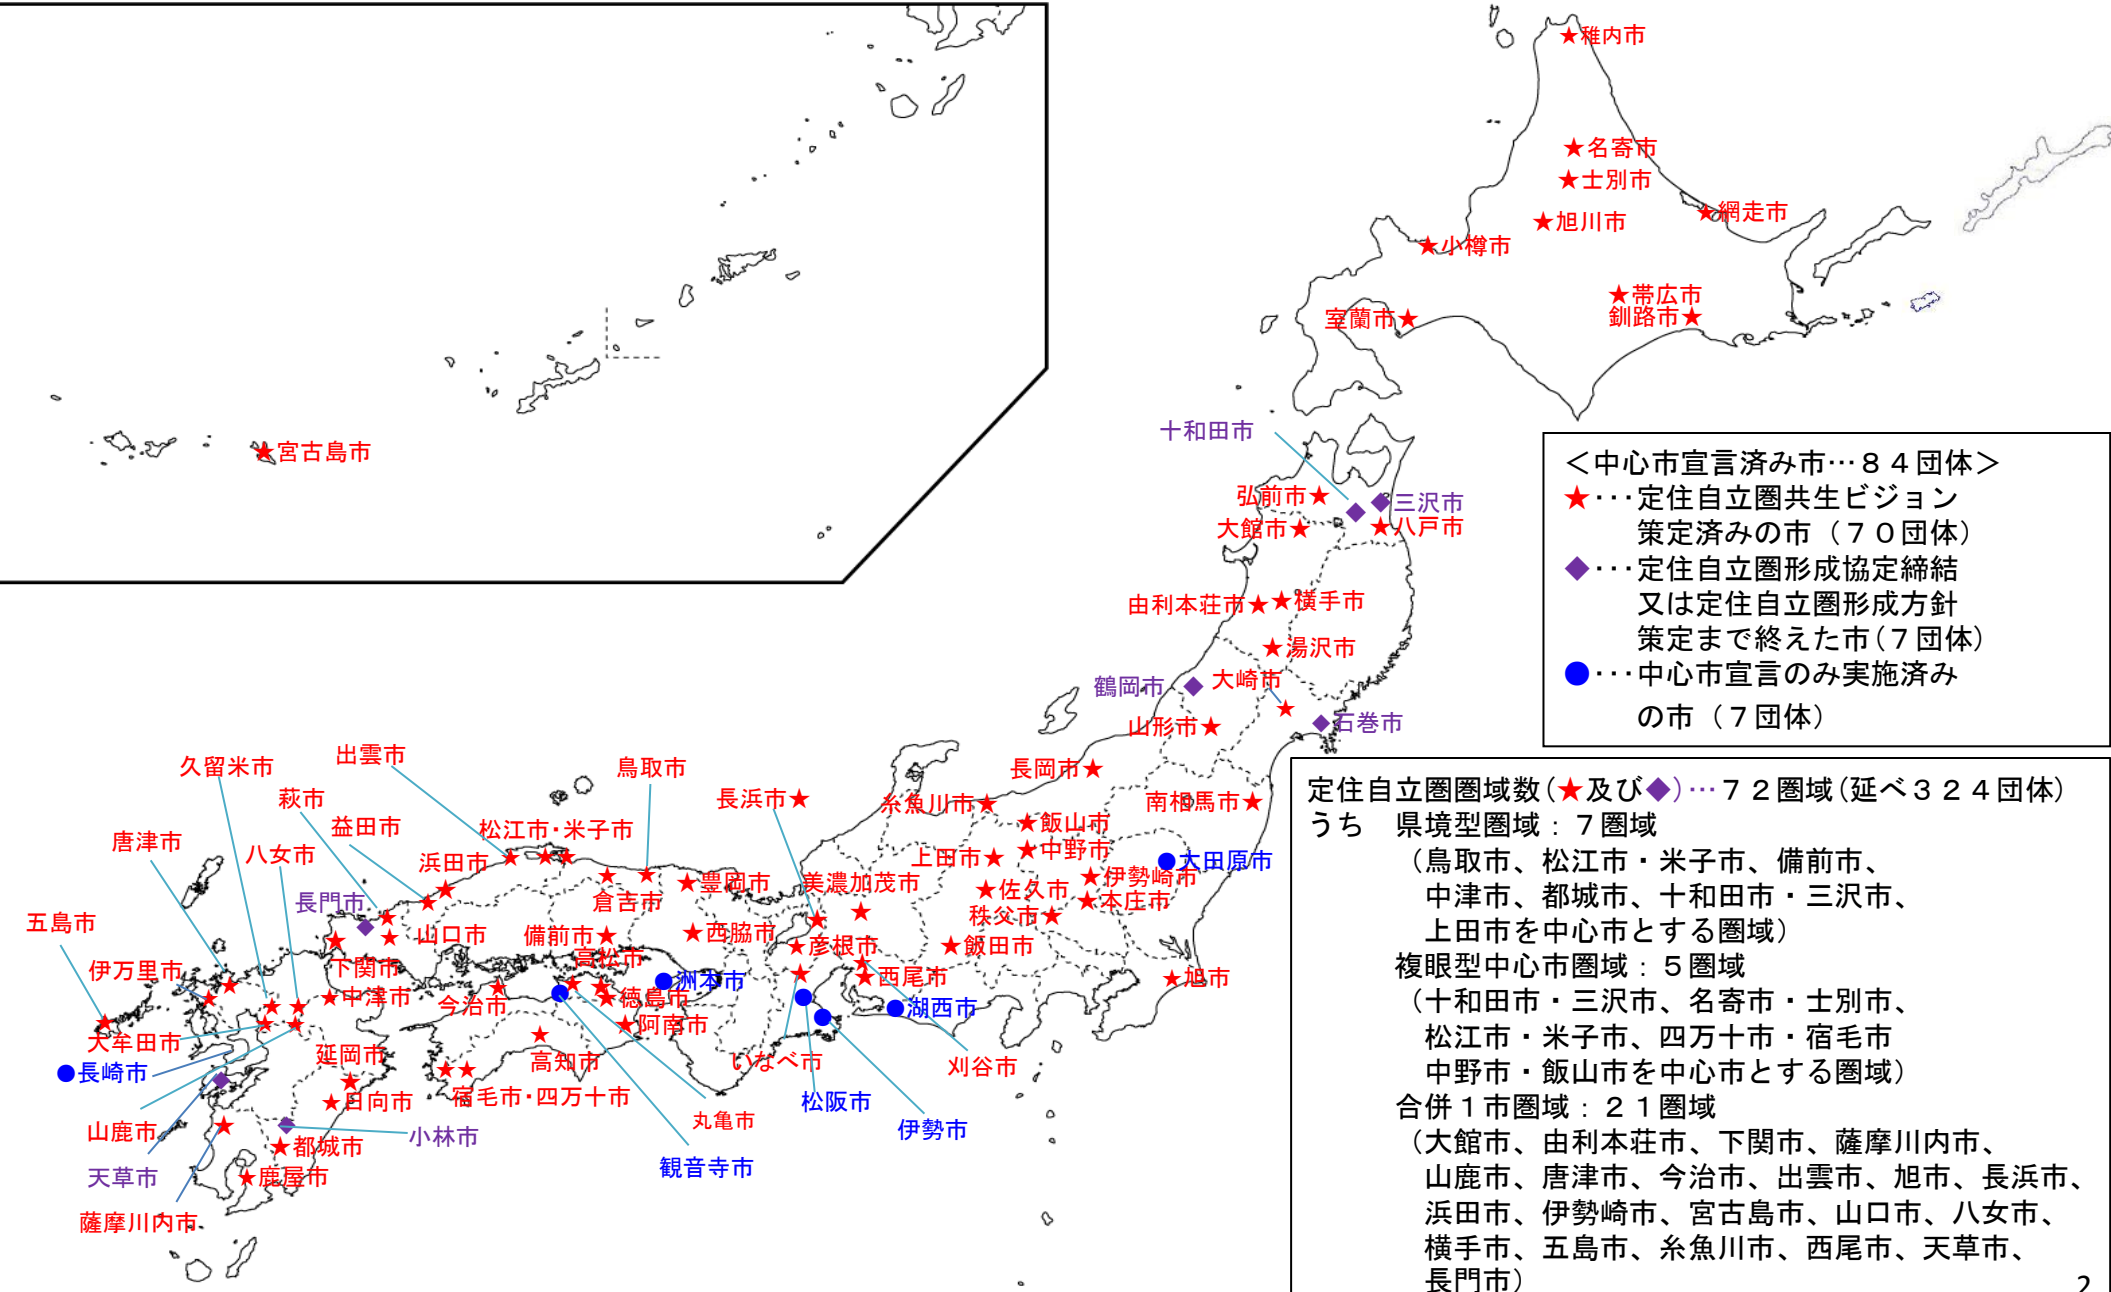 稚内市
名寄市
士別市
旭川市
網走市
小樽市
帯広市
釧路市
室蘭市
宮古島市
十和田市
弘前市
三沢市
大館市
八戸市
由利本荘市
横手市
湯沢市
鶴岡市
大崎市
山形市
石巻市
長岡市
南相馬市
糸魚川市
飯山市
中野市
上田市
大田原市
伊勢崎市
佐久市
本庄市
秩父市
飯田市
旭市
久留米市
出雲市
鳥取市
長浜市
萩市
益田市
松江市・米子市
唐津市
八女市
浜田市
豊岡市
美濃加茂市
長門市
倉吉市
五島市
山口市
備前市
西脇市
彦根市
伊万里市
下関市
高松市
洲本市
西尾市
中津市
今治市
徳島市
湖西市
阿南市
大牟田市
延岡市
高知市
いなべ市
刈谷市
長崎市
日向市
宿毛市・四万十市
松阪市
丸亀市
伊勢市
山鹿市
小林市
都城市
観音寺市
天草市
鹿屋市
薩摩川内市
＜中心市宣言済み市…８４団体＞
★…定住自立圏共生ビジョン
策定済みの市（７０団体）
◆…定住自立圏形成協定締結
又は定住自立圏形成方針
策定まで終えた市（７団体）
●…中心市宣言のみ実施済み
の市（７団体）
定住自立圏圏域数（★及び◆）…７２圏域（延べ３２４団体）
うち　県境型圏域：７圏域
（鳥取市、松江市・米子市、備前市、
中津市、都城市、十和田市・三沢市、
上田市を中心市とする圏域）
複眼型中心市圏域：５圏域
（十和田市・三沢市、名寄市・士別市、
松江市・米子市、四万十市・宿毛市
中野市・飯山市を中心市とする圏域）
合併１市圏域：２１圏域
（大館市、由利本荘市、下関市、薩摩川内市、
山鹿市、唐津市、今治市、出雲市、旭市、長浜市、
浜田市、伊勢崎市、宮古島市、山口市、八女市、
横手市、五島市、糸魚川市、西尾市、天草市、
長門市）
2